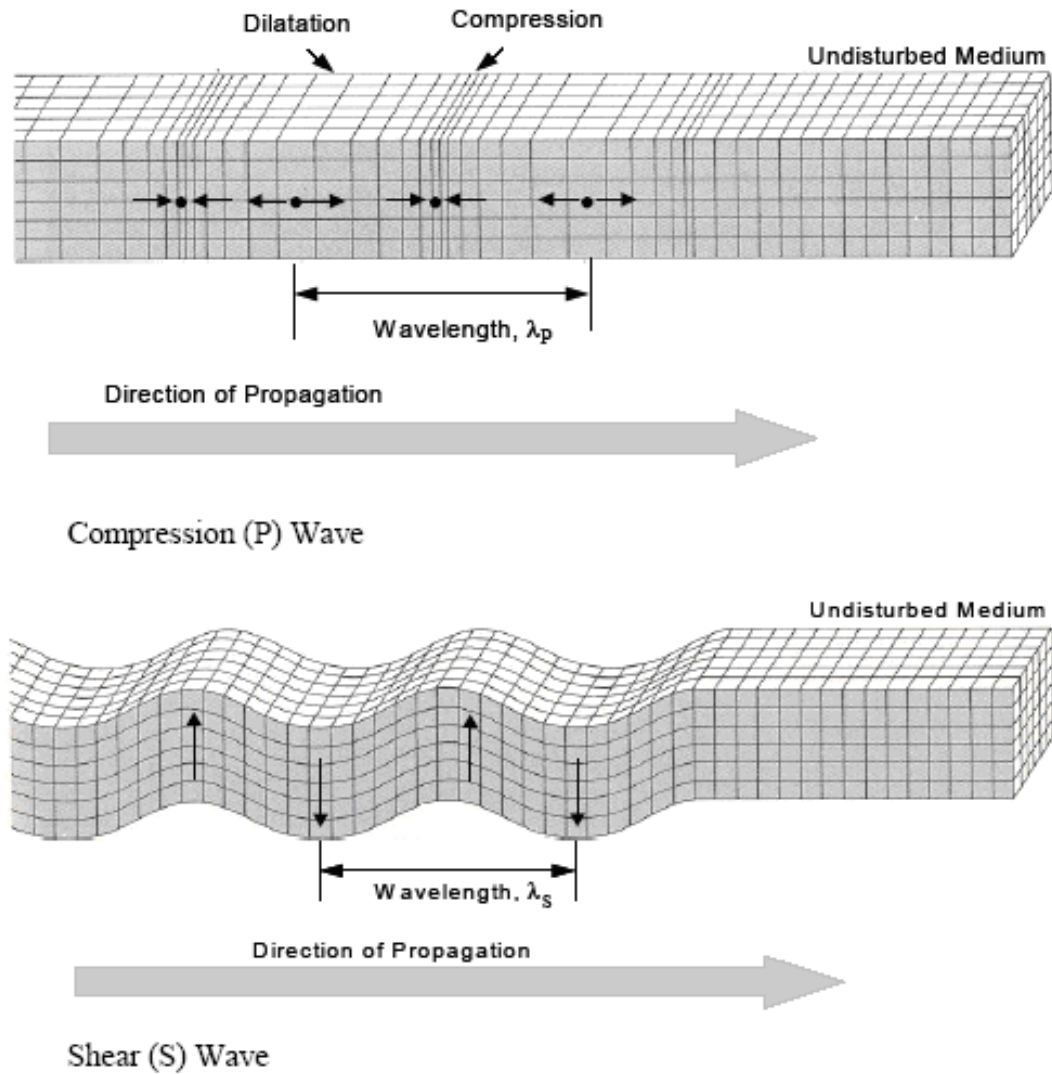 Dilatation
Compression
Undisturbed Medium
Wavelength, λP
Direction of Propagation
Compression (P) Wave
Undisturbed Medium
Wavelength, λS
Direction of Propagation
Shear (S) Wave